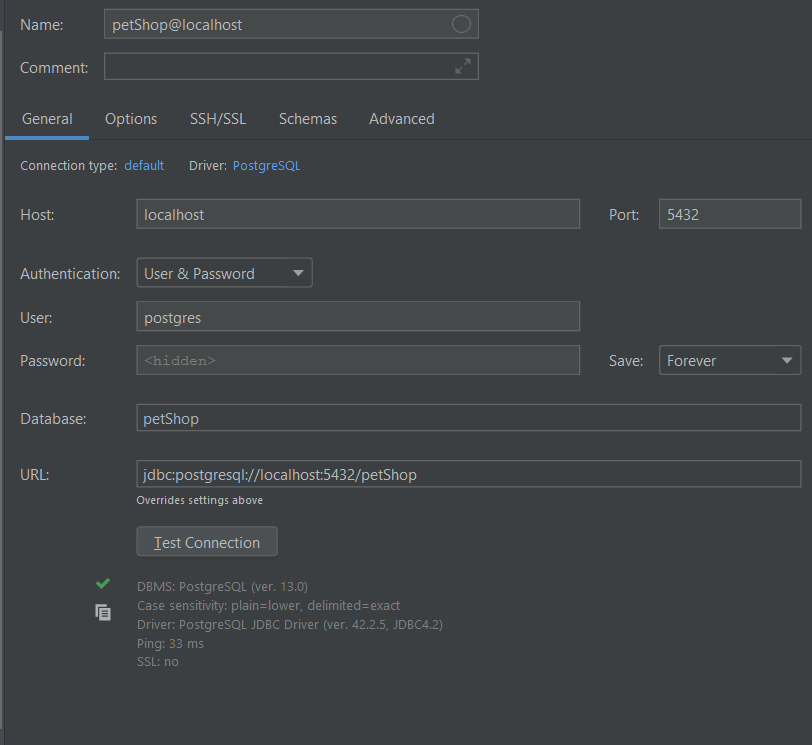 Name: petShop@localhost
Comment:
General Options SSH/SSL Schemas Advanced
Connection type: default Driver: PostgreSQL
Host: localhost Port: 5432
Authentication: User & Password
User: postgres
Password: <hidden> Save: Forever
Database: petShop
URL: jdbc:postgresql://localhost:5432/petShop
Overrides settings above
Test Connection
DBMS: PostgreSQL (ver. 13.0)
Case sensitivity: plain=lower, delimited=exact
Driver: PostgreSQL JDBC Driver (ver. 42.2.5, JDBC4.2)
Ping: 33 ms
SSL: no